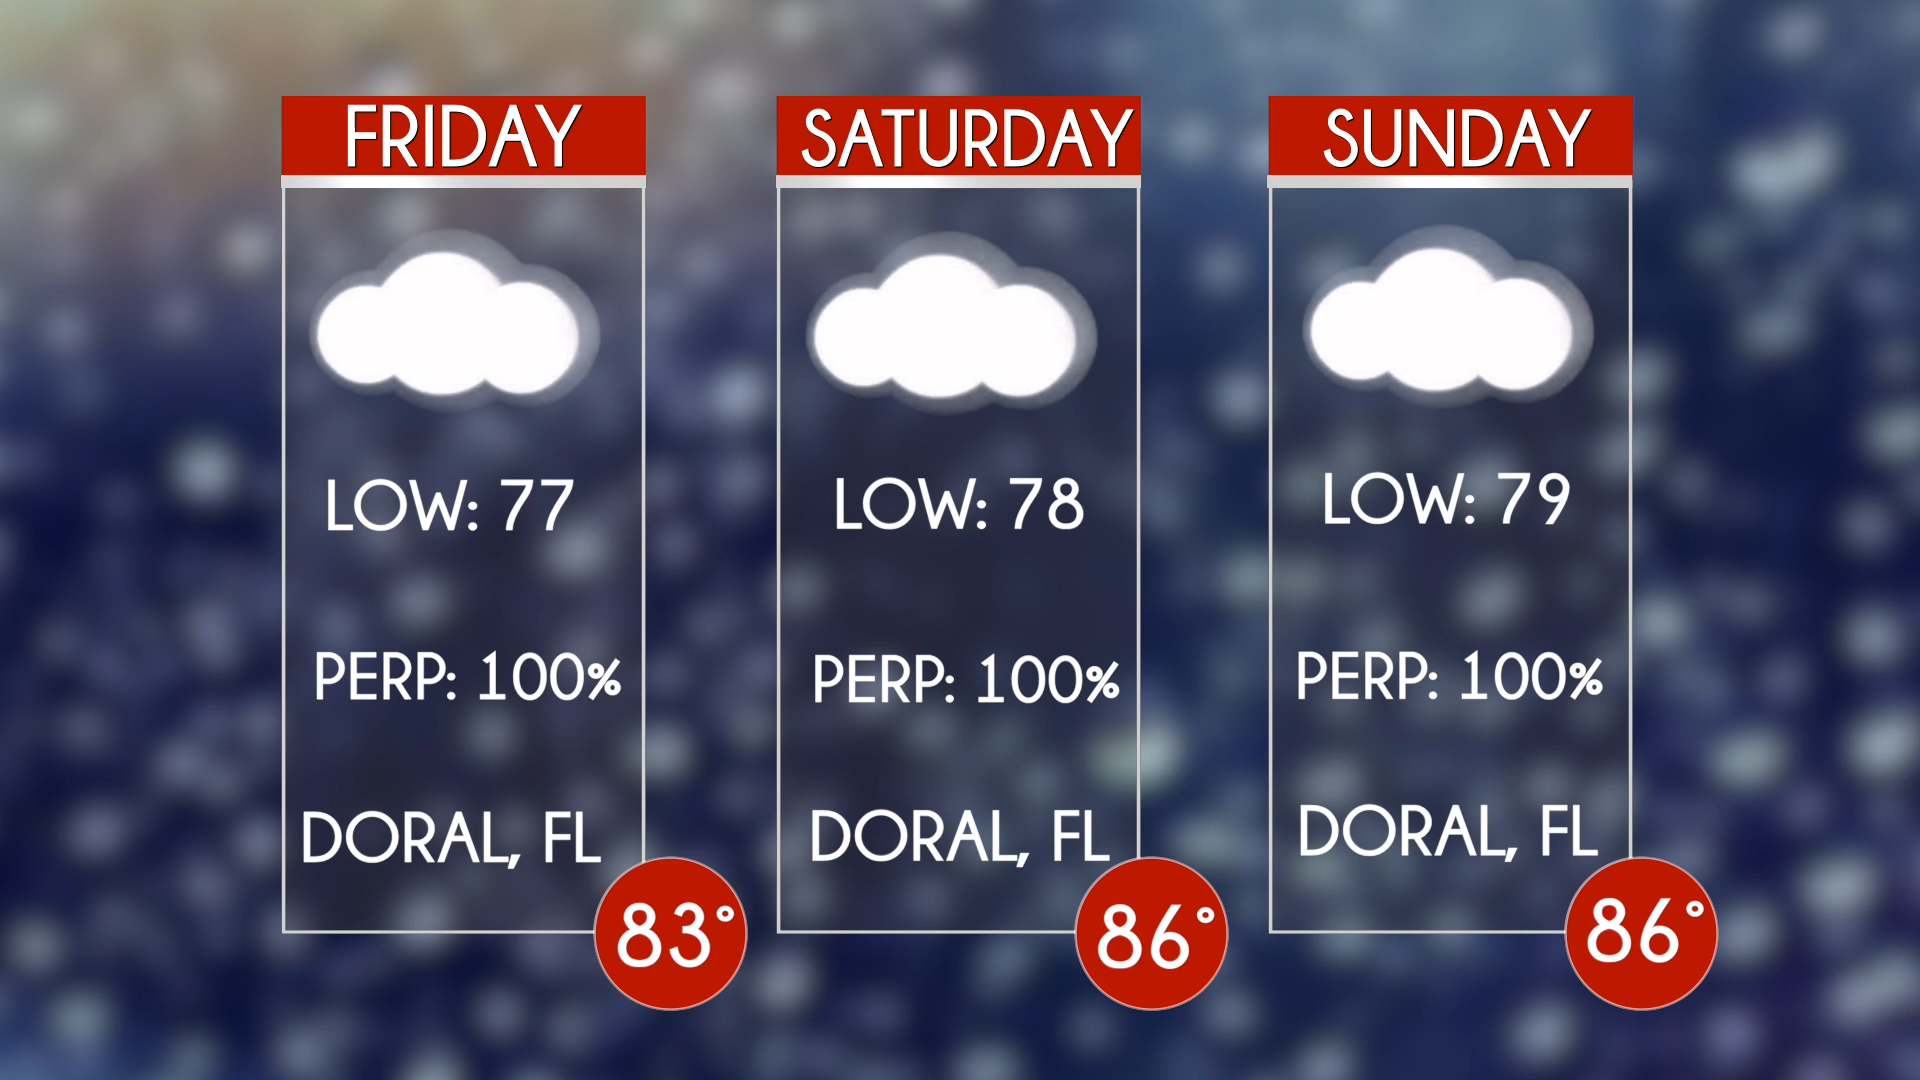 FRIDAY
LOW: 77
PERP: 100%
DORAL, FL
83°
SATURDAY
LOW: 78
PERP: 100%
DORAL, FL
86°
SUNDAY
LOW: 79
PERP: 100%
DORAL, FL
86°